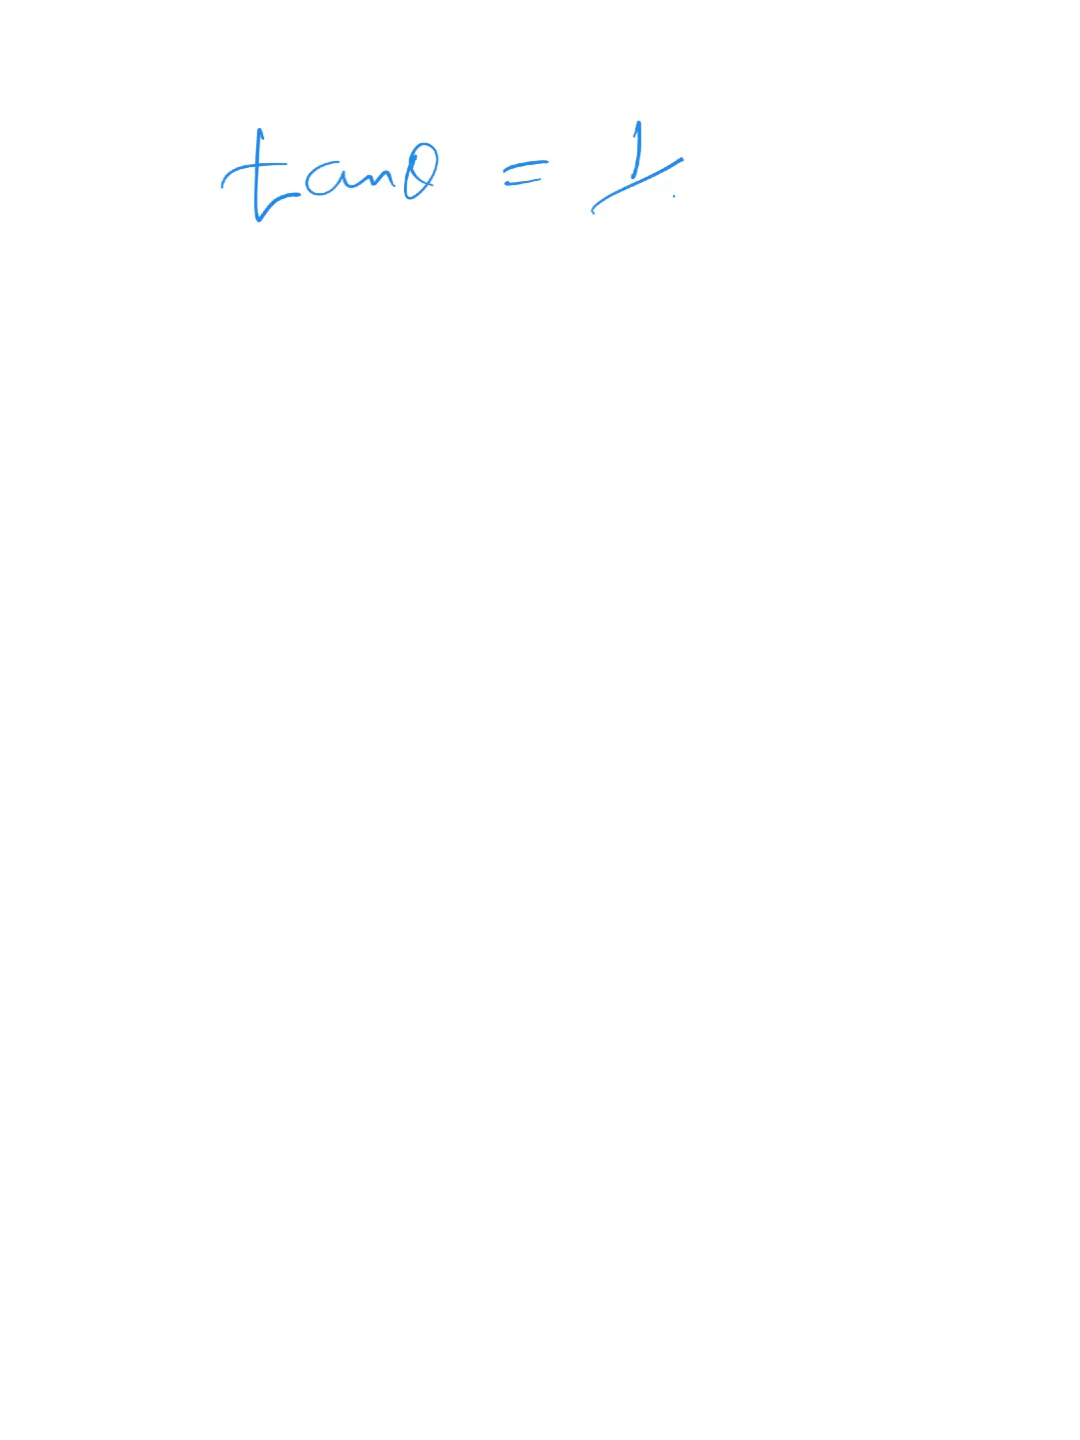 tanθ = 1/